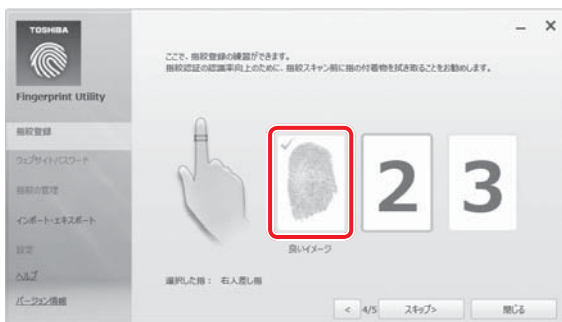 TOSHIBA
Fingerprint Utility
指紋登録
ウェブサイト/パスワード
指紋の管理
インポート・エクスポート
設定
ヘルプ
バージョン情報
ここで、指紋登録の練習ができます。
指紋認証の認識率向上のために、指紋スキャン前に指の付着物を拭き取ることをお勧めします。
2
3
良いイメージ
選択した指： 右人差し指
<
4/5
スキップ>
閉じる